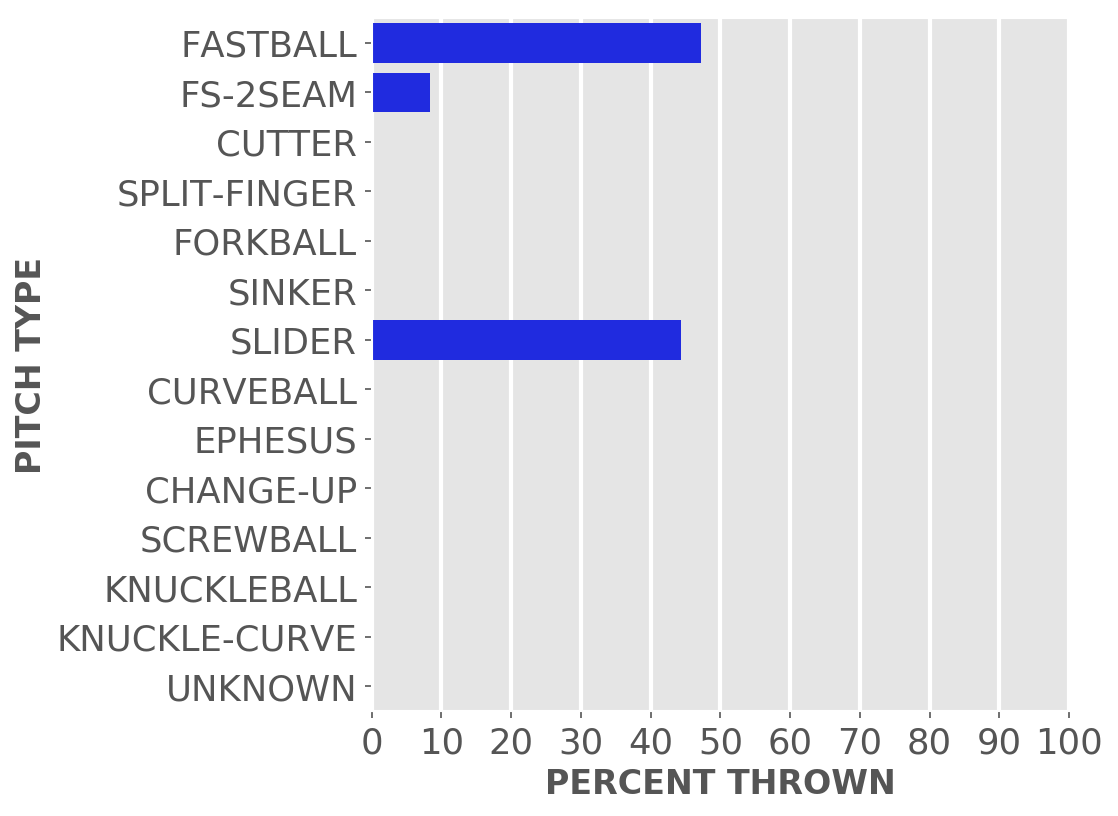 FASTBALL
FS-2SEAM
CUTTER
SPLIT-FINGER
FORKBALL
SINKER
SLIDER
CURVEBALL
EPHESUS
CHANGE-UP
SCREWBALL
KNUCKLEBALL
KNUCKLE-CURVE
UNKNOWN
PITCH TYPE
0 10 20 30 40 50 60 70 80 90 100
PERCENT THROWN